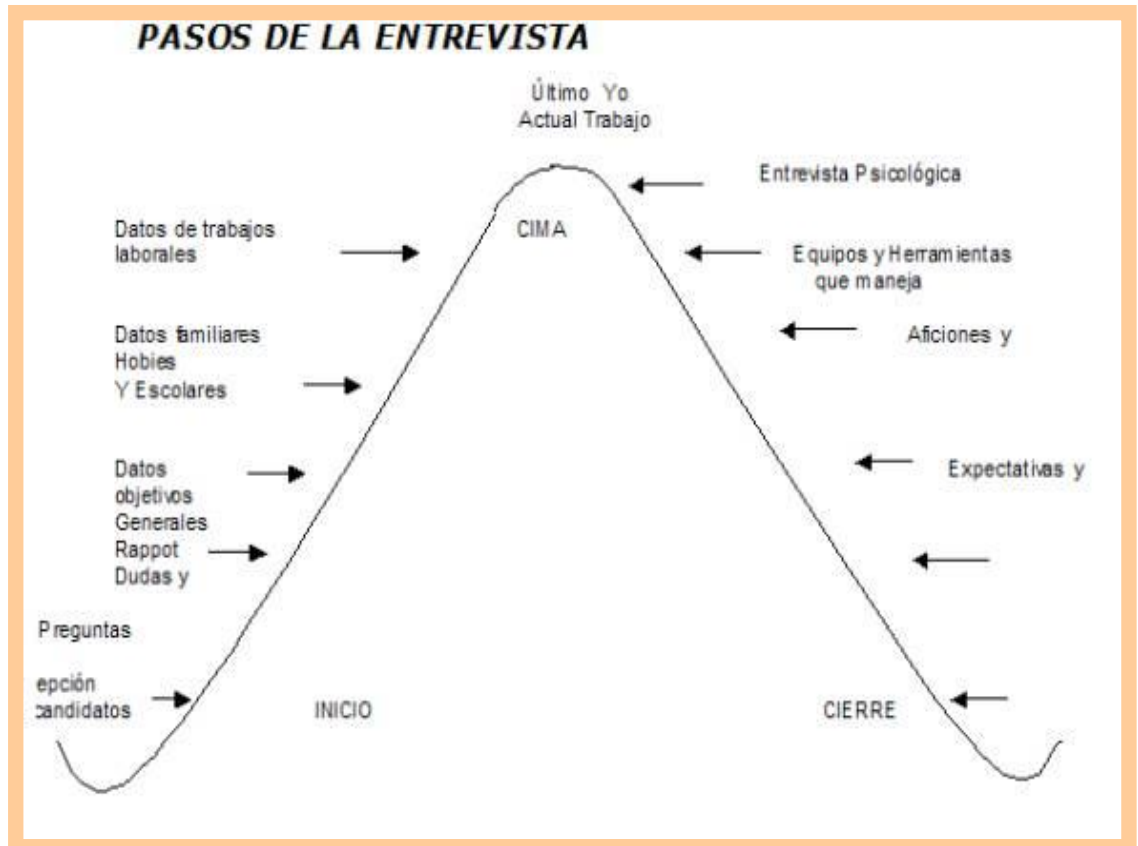 PASOS DE LA ENTREVISTA
Último Yo
Actual Trabajo
Entrevista Psicológica
CIMA
Datos de trabajos
laborales
Equipos y Herramientas
que maneja
Datos familiares
Hobies
Y Escolares
Aficiones y
Datos
objetivos
Generales
Rappot
Dudas y
Expectativas y
Preguntas
epción
candidatos
INICIO
CIERRE